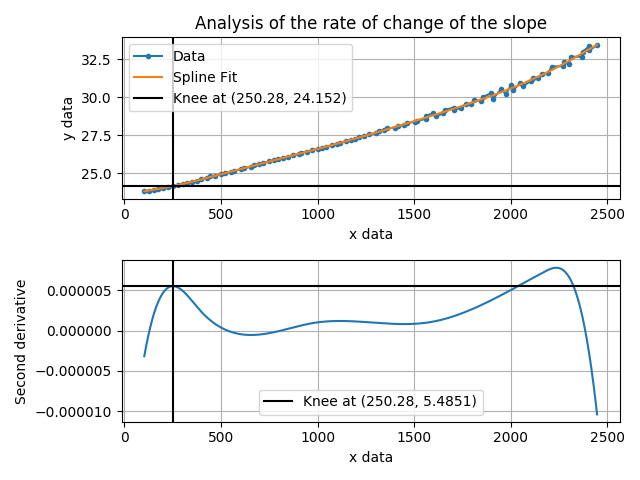 Analysis of the rate of change of the slope
Data
Spline Fit
Knee at (250.28, 24.152)
y data
32.5
30.0
27.5
25.0
0 500 1000 1500 2000 2500
x data
Second derivative
0.000005
0.000000
−0.000005
−0.000010
Knee at (250.28, 5.4851)
0 500 1000 1500 2000 2500
x data